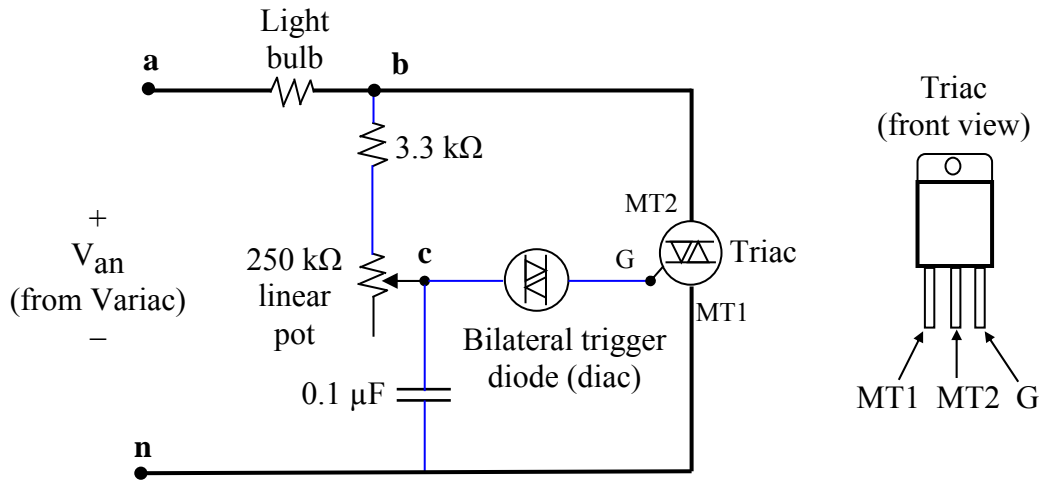 Light
bulb
a
b
3.3 kΩ
+
Van
(from Variac)
–
250 kΩ
linear
pot
c
G
MT2
Triac
MT1
Bilateral trigger
diode (diac)
0.1 µF
n
Triac
(front view)
MT1 MT2 G